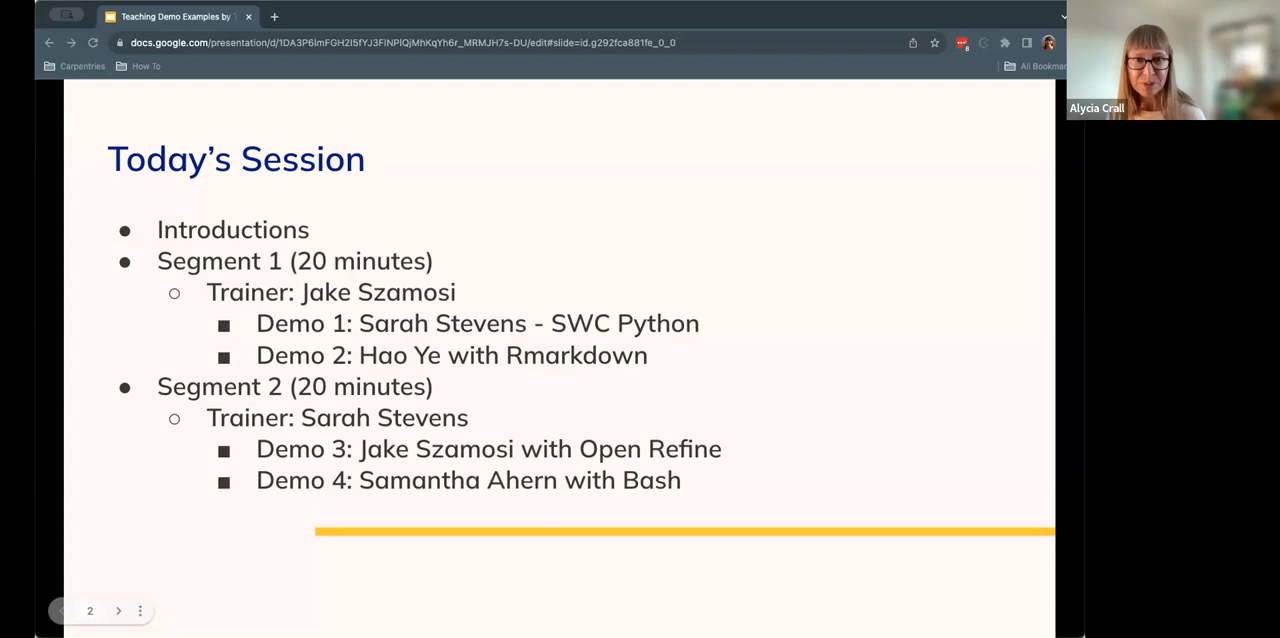 Teaching Demo Examples by
docs.google.com/presentation/d/1DA3P6ImFGH2I5fYJ3FINPIQjMhKqYh6r_MRMJH7s-DU/edit#slide=id.g292fca881fe_0_0
8
Carpentries
How To
All Bookmar
Alycia Crall
Today's Session
● Introductions
● Segment 1 (20 minutes)
○ Trainer: Jake Szamosi
■ Demo 1: Sarah Stevens - SWC Python
■ Demo 2: Hao Ye with Rmarkdown
● Segment 2 (20 minutes)
○ Trainer: Sarah Stevens
■ Demo 3: Jake Szamosi with Open Refine
■ Demo 4: Samantha Ahern with Bash
2